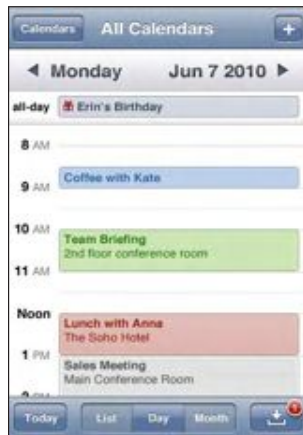 Calendars All Calendars +
Monday Jun 7 2010
all-day Erin's Birthday
8 AM
Coffee with Kate
9 AM
10 AM
Team Briefing
2nd floor conference room
11 AM
Noon
Lunch with Anna
The Soho Hotel
1 PM
Sales Meeting
Main Conference Room
Today List Day Month